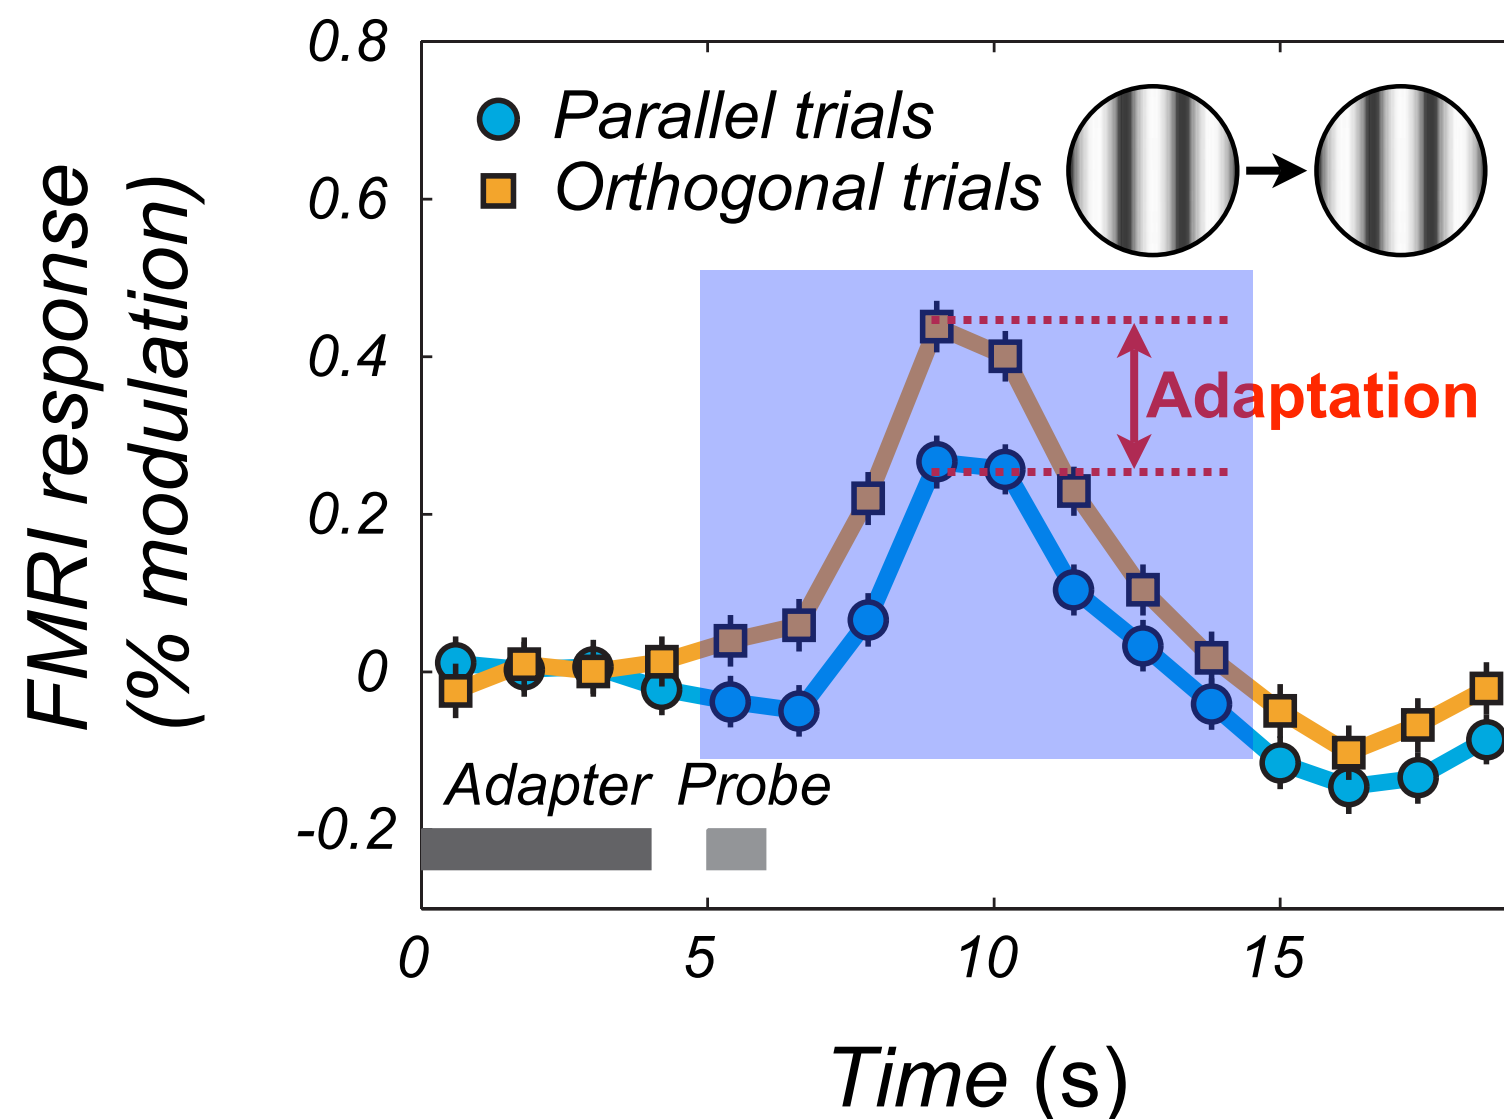 FMRI response
(% modulation)
0.8
0.6
0.4
0.2
0
-0.2
Parallel trials
Orthogonal trials
Adaptation
Adapter
Probe
0
5
10
15
Time (s)